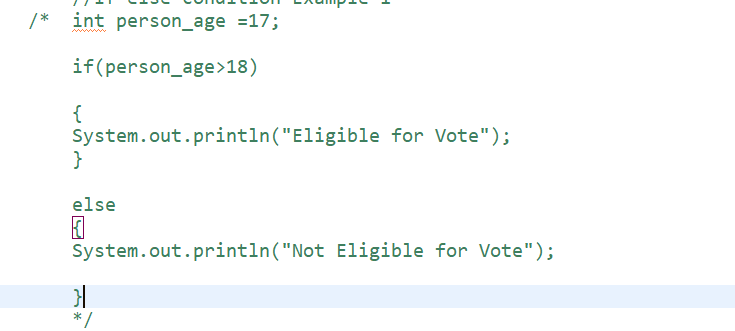 //If else condition Example 1
/* int person_age =17;
if(person_age>18)
{
System.out.println("Eligible for Vote");
}
else
{
System.out.println("Not Eligible for Vote");
}
*/